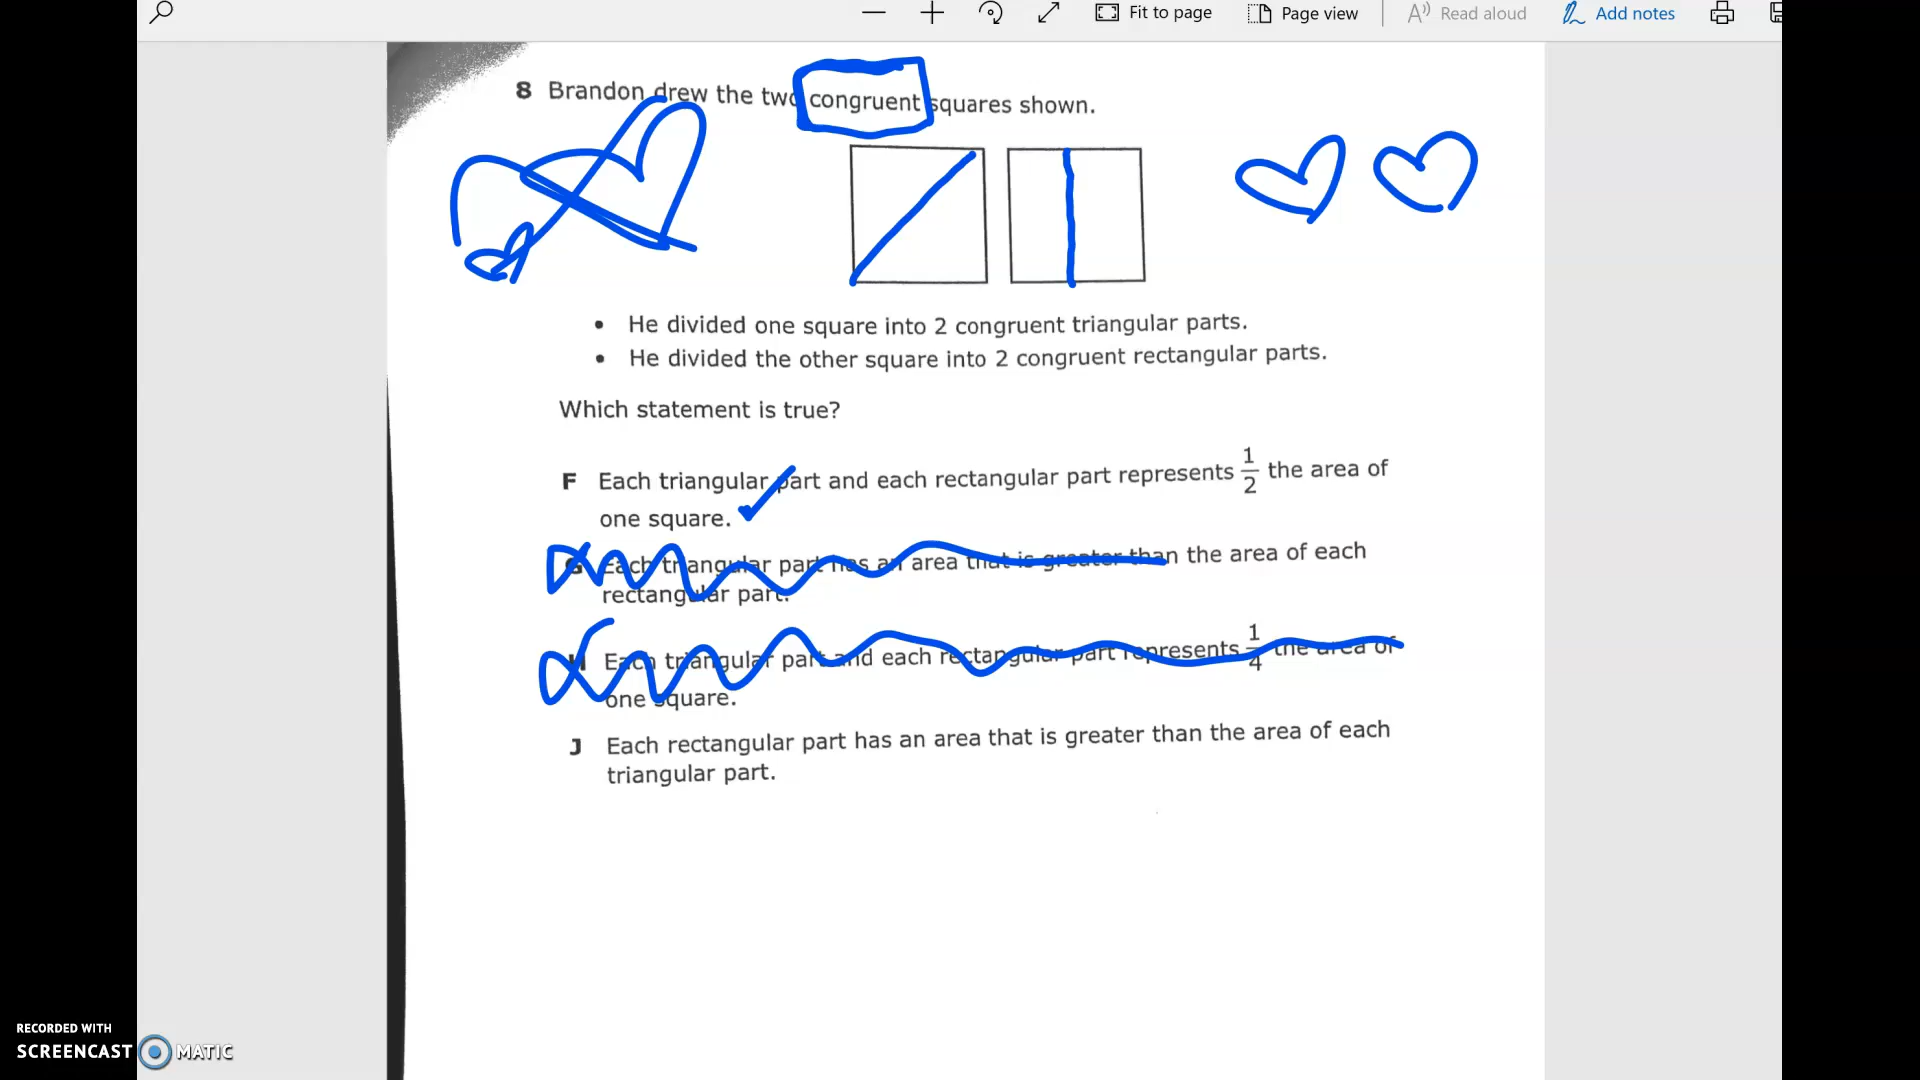 Fit to page Page view Read aloud Add notes
8 Brandon drew the two congruent squares shown.
• He divided one square into 2 congruent triangular parts.
• He divided the other square into 2 congruent rectangular parts.
Which statement is true?
F Each triangular part and each rectangular part represents 1/2 the area of
one square.
G Each triangular part has an area that is greater than the area of each
rectangular part.
H Each triangular part and each rectangular part represents 1/4 the area of
one square.
J Each rectangular part has an area that is greater than the area of each
triangular part.
RECORDED WITH
SCREENCAST MATIC